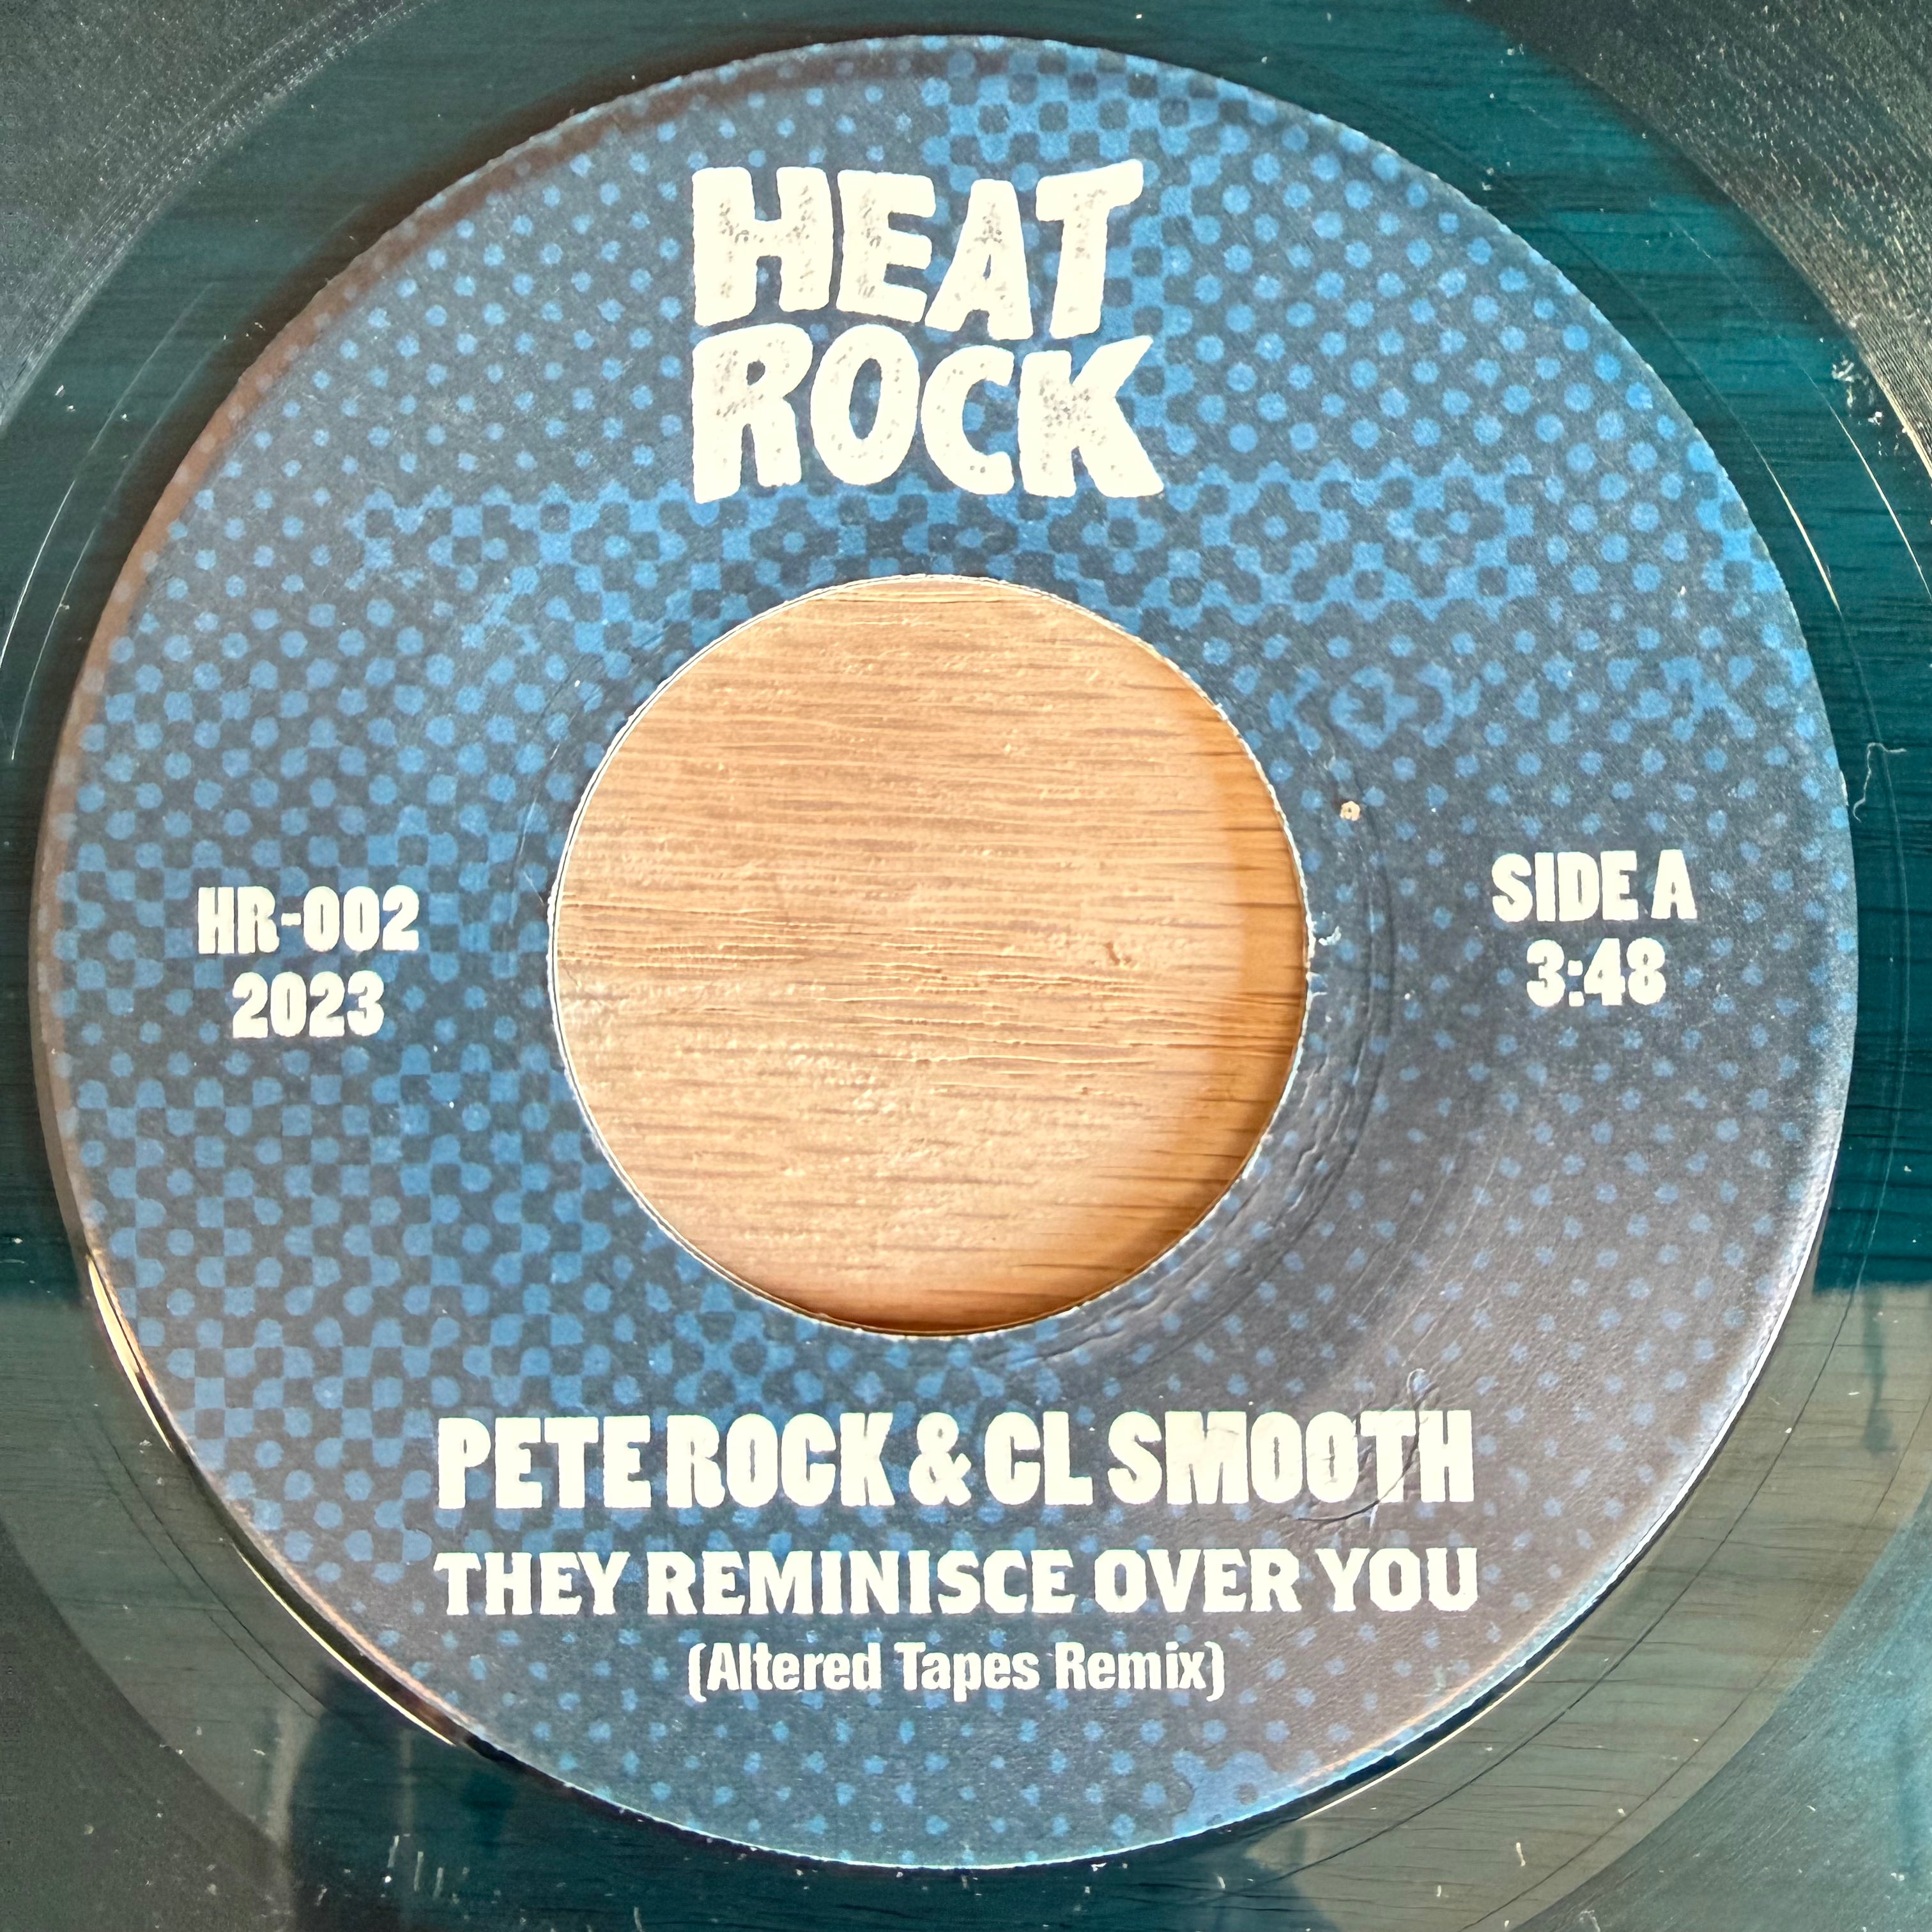 HEAT
ROCK
HR-002
2023
SIDE A
3:48
PETE ROCK & CL SMOOTH
THEY REMINISCE OVER YOU
(Altered Tapes Remix)